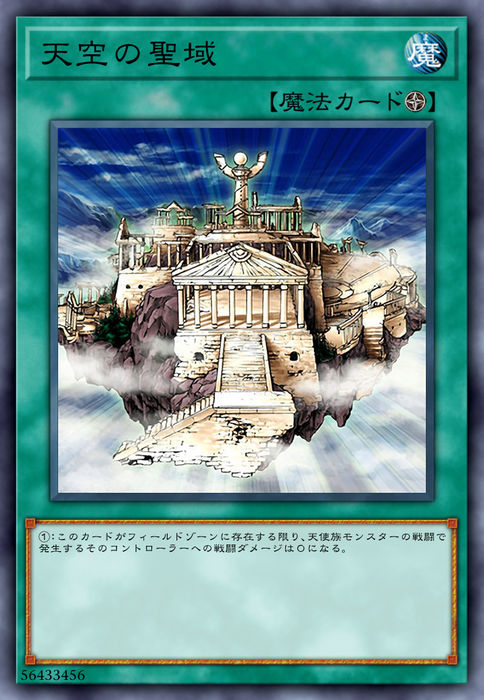 天空の聖域
魔
【魔法カード】
①:このカードがフィールドゾーンに存在する限り、天使族モンスターの戦闘で
発生するそのコントローラーへの戦闘ダメージは0になる。
56433456